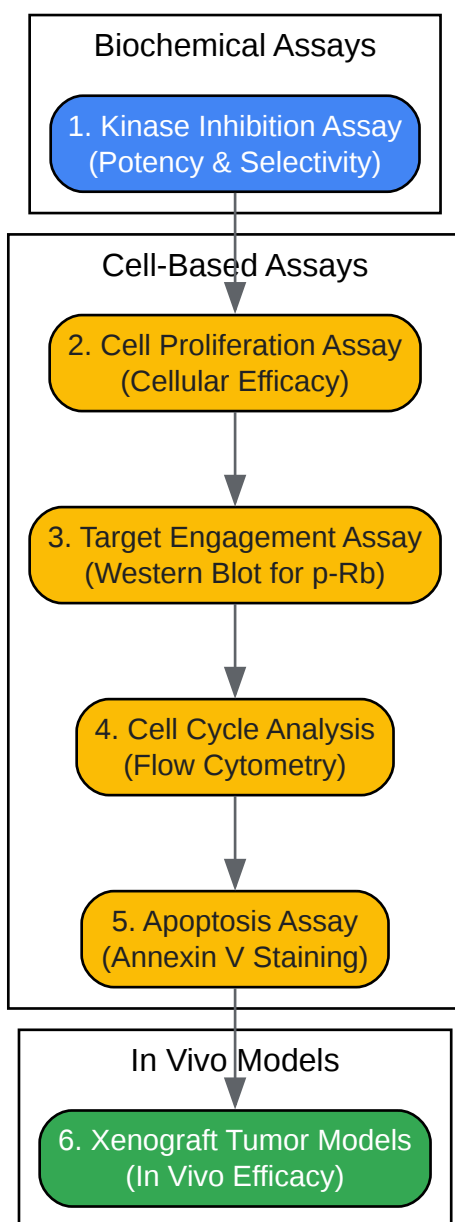 Biochemical Assays
1. Kinase Inhibition Assay
(Potency & Selectivity)
Cell-Based Assays
2. Cell Proliferation Assay
(Cellular Efficacy)
3. Target Engagement Assay
(Western Blot for p-Rb)
4. Cell Cycle Analysis
(Flow Cytometry)
5. Apoptosis Assay
(Annexin V Staining)
In Vivo Models
6. Xenograft Tumor Models
(In Vivo Efficacy)